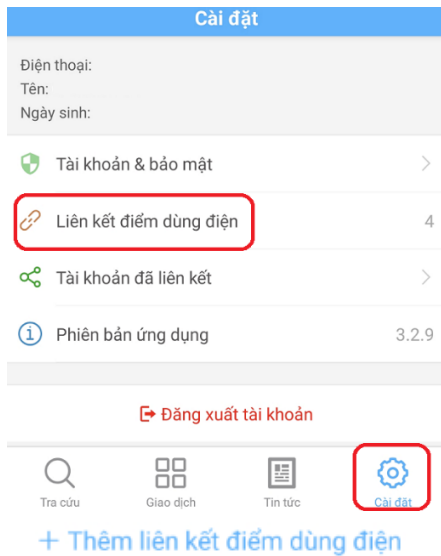 Cài đặt
Điện thoại:
Tên:
Ngày sinh:
Tài khoản & bảo mật
Liên kết điểm dùng điện 4
Tài khoản đã liên kết
Phiên bản ứng dụng 3.2.9
Đăng xuất tài khoản
Tra cứu Giao dịch Tin tức Cài đặt
+ Thêm liên kết điểm dùng điện